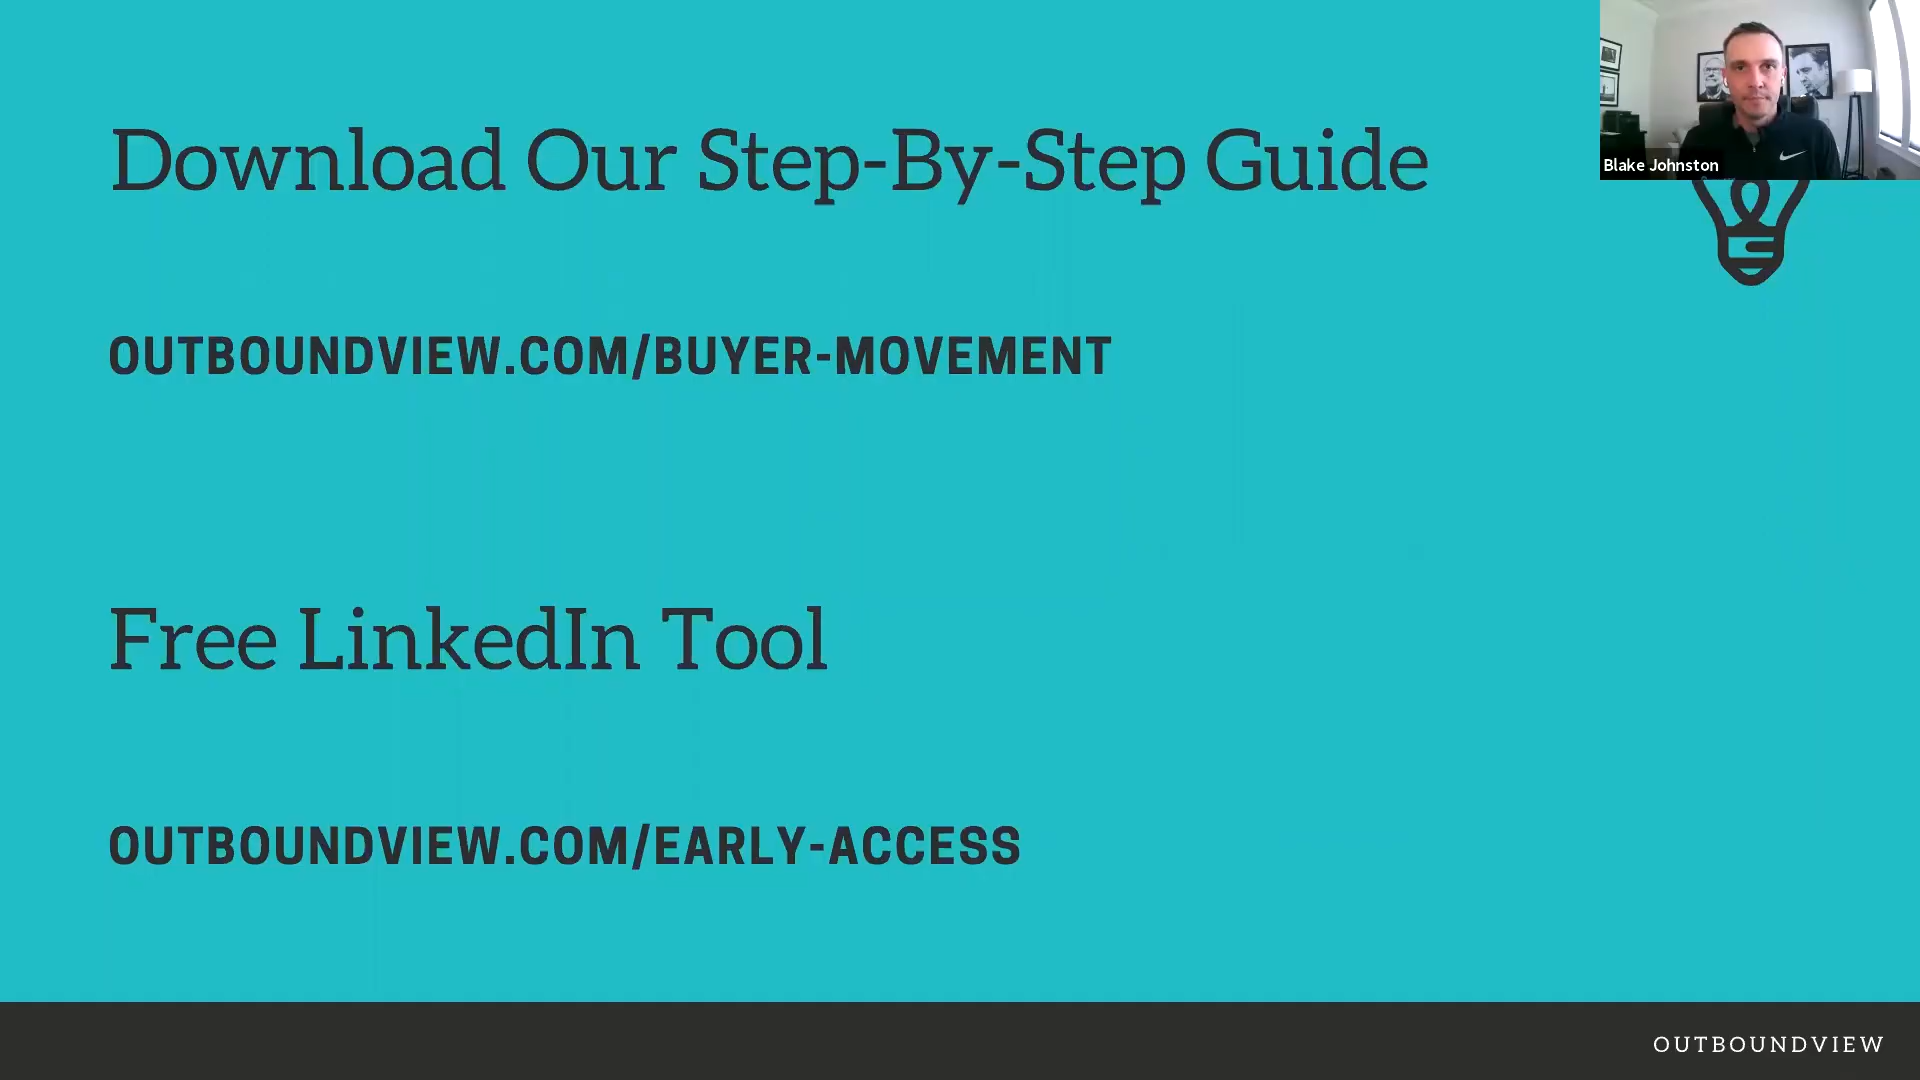 Download Our Step-By-Step Guide
Blake Johnston
OUTBOUNDVIEW.COM/BUYER-MOVEMENT
Free LinkedIn Tool
OUTBOUNDVIEW.COM/EARLY-ACCESS
OUTBOUNDVIEW